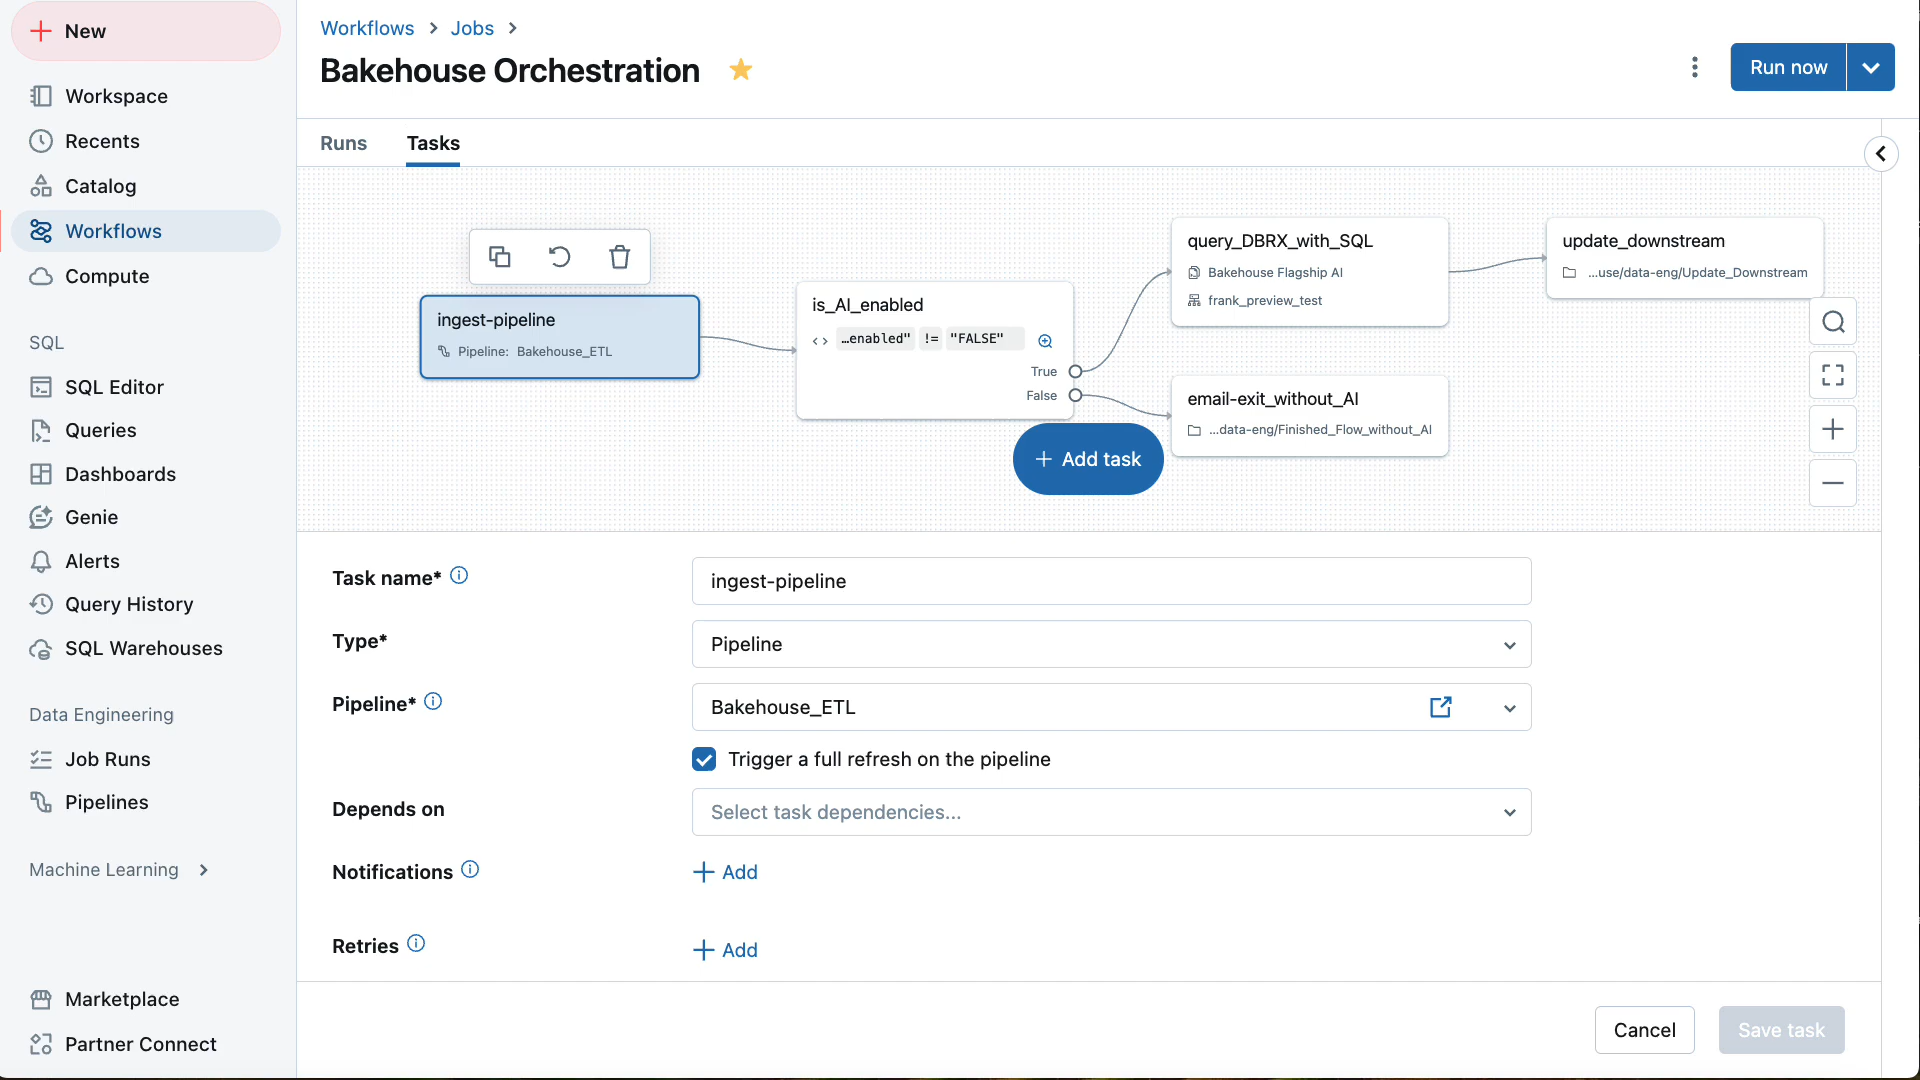 New
Workspace
Recents
Catalog
Workflows
Compute
SQL
SQL Editor
Queries
Dashboards
Genie
Alerts
Query History
SQL Warehouses
Data Engineering
Job Runs
Pipelines
Machine Learning
Marketplace
Partner Connect
Workflows > Jobs >
Bakehouse Orchestration
Run now
Runs Tasks
ingest-pipeline
Pipeline: Bakehouse_ETL
is_AI_enabled
…enabled" != "FALSE"
True
False
query_DBRX_with_SQL
Bakehouse Flagship AI
frank_preview_test
update_downstream
...use/data-eng/Update_Downstream
email-exit_without_AI
...data-eng/Finished_Flow_without_AI
+ Add task
Task name* ingest-pipeline
Type* Pipeline
Pipeline* Bakehouse_ETL
Trigger a full refresh on the pipeline
Depends on Select task dependencies...
Notifications + Add
Retries + Add
Cancel Save task